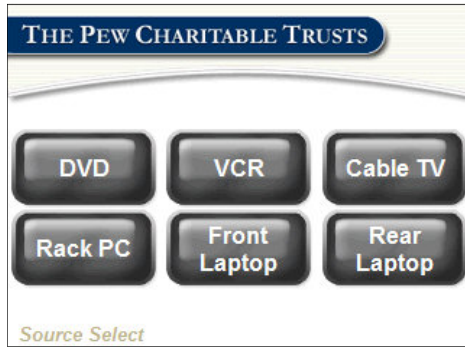 THE PEW CHARITABLE TRUSTS
DVD
VCR
Cable TV
Rack PC
Front
Laptop
Rear
Laptop
Source Select